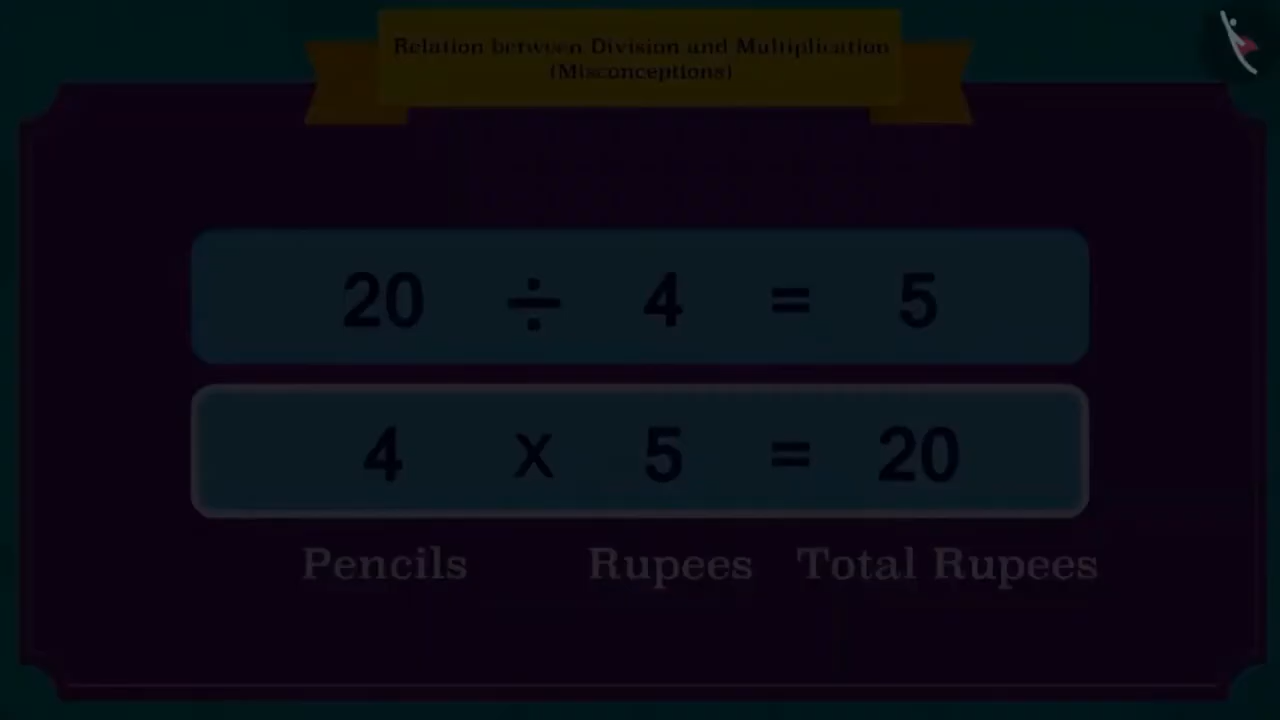 Relation between Division and Multiplication
(Misconceptions)
20 ÷ 4 = 5
4 x 5 = 20
Pencils Rupees Total Rupees